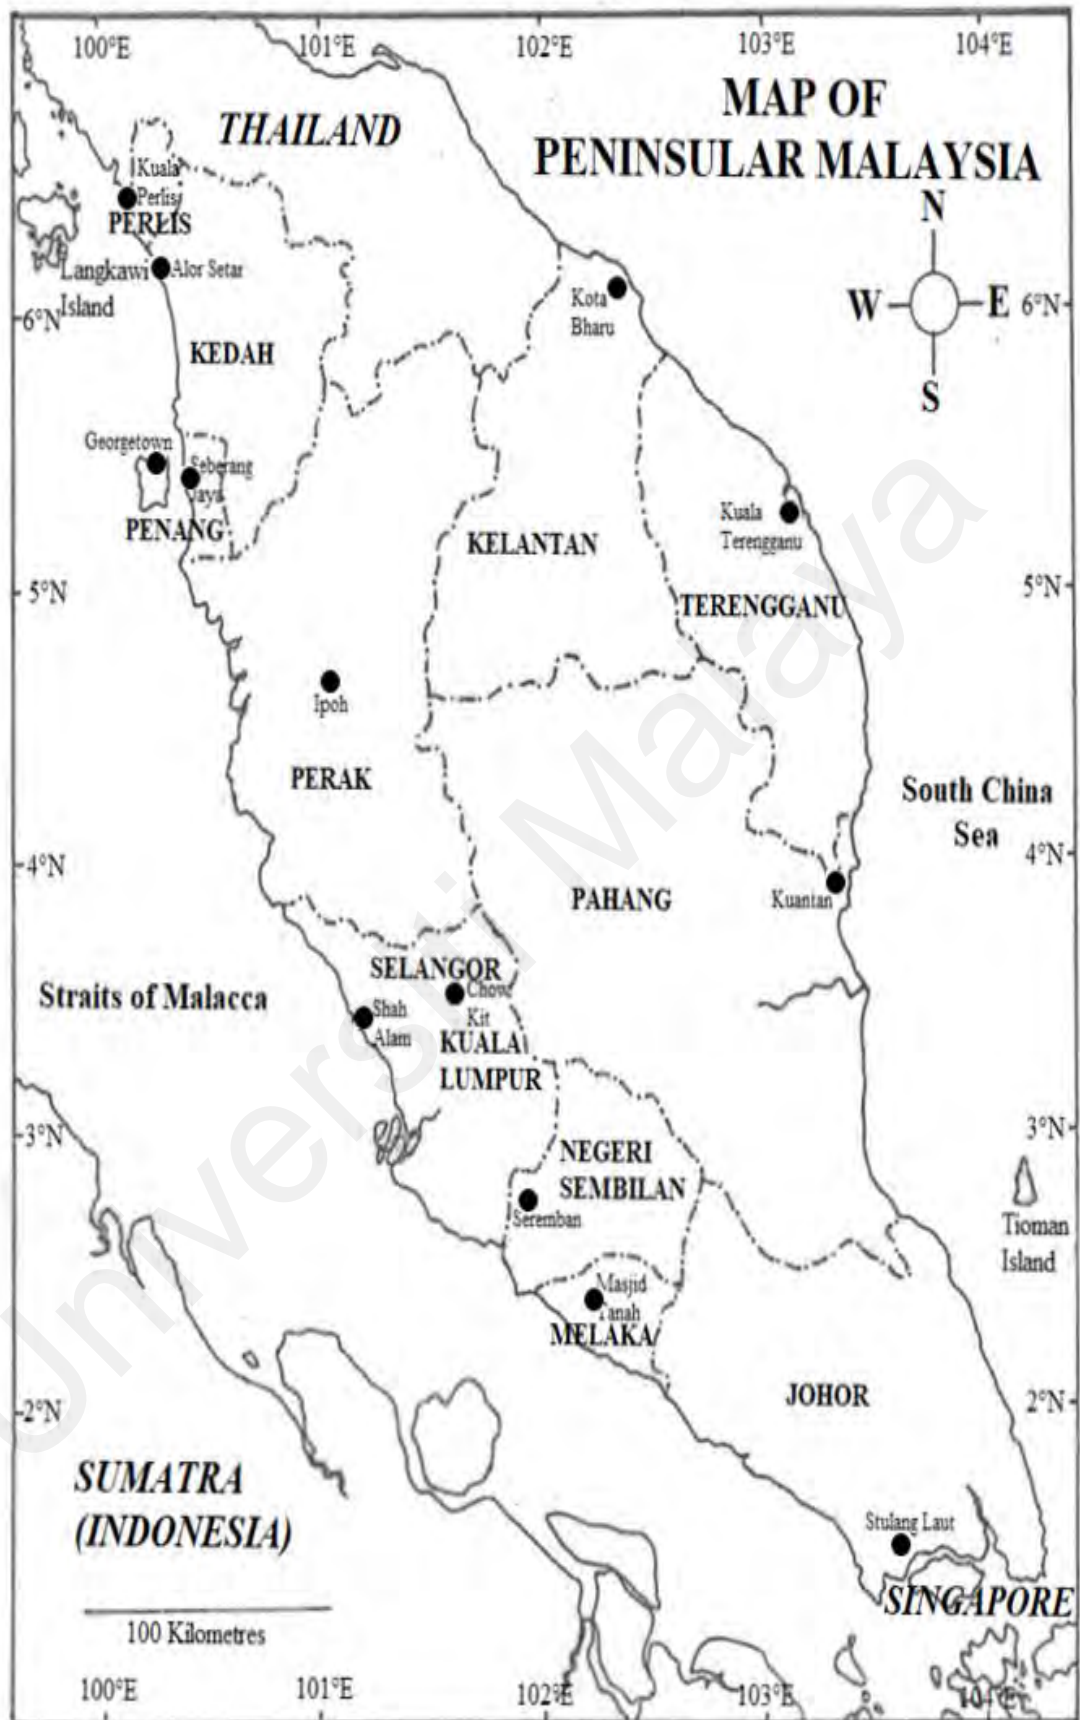 100°E 101°E 102°E 103°E 104°E
MAP OF
PENINSULAR MALAYSIA
THAILAND
N
W E
S
Kuala
Perlis
PERLIS
Langkawi
Island
Alor Setar
6°N
6°N
Kota
Bharu
KEDAH
Georgetown
Seberang
Jaya
PENANG
KELANTAN
Kuala
Terengganu
TERENGGANU
5°N
5°N
Ipoh
PERAK
South China
Sea
4°N
4°N
PAHANG
Kuantan
SELANGOR
Chow
Kit
Straits of Malacca
Shah
Alam
KUALA
LUMPUR
3°N
3°N
NEGERI
SEMBILAN
Seremban
Tioman
Island
Masjid
Tanah
MELAKA
JOHOR
2°N
2°N
SUMATRA
(INDONESIA)
Stulang Laut
SINGAPORE
100 Kilometres
100°E 101°E 102°E 103°E 104°E
Universiti Malaya